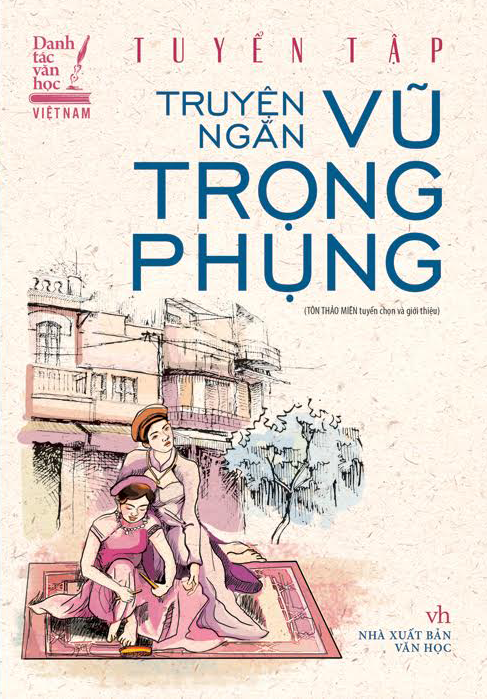 Danh
tác
văn
học
VIỆT NAM
TUYỂN TẬP
TRUYỆN
NGẮN
VŨ
TRỌNG
PHỤNG
(TÔN THẢO MIÊN tuyển chọn và giới thiệu)
vh
NHÀ XUẤT BẢN
VĂN HỌC